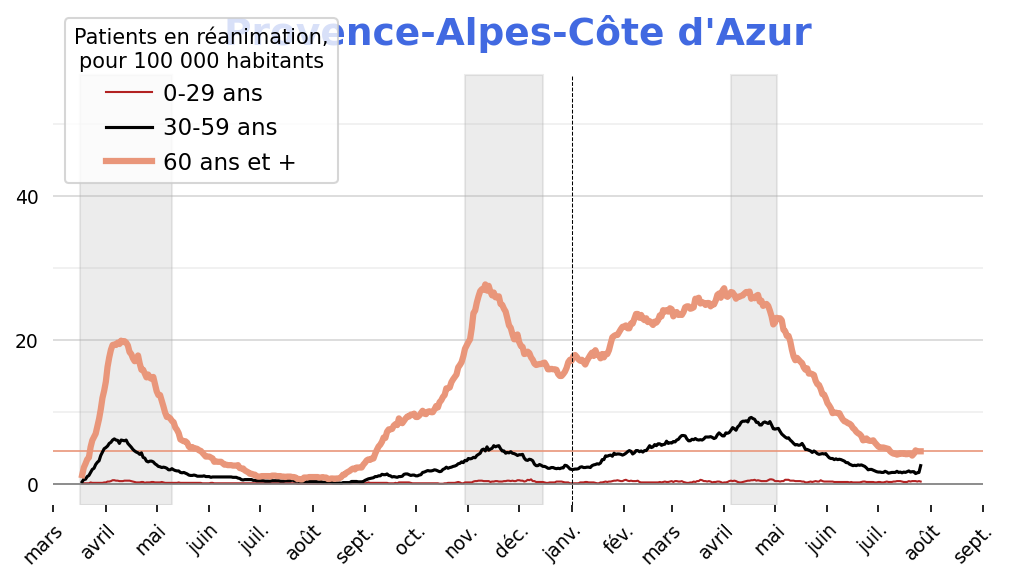 Provence-Alpes-Côte d'Azur
Patients en réanimation,
pour 100 000 habitants
0-29 ans
30-59 ans
60 ans et +
40
20
0
mars avril mai juin juil. août sept. oct. nov. déc. janv. fév. mars avril mai juin juil. août sept.